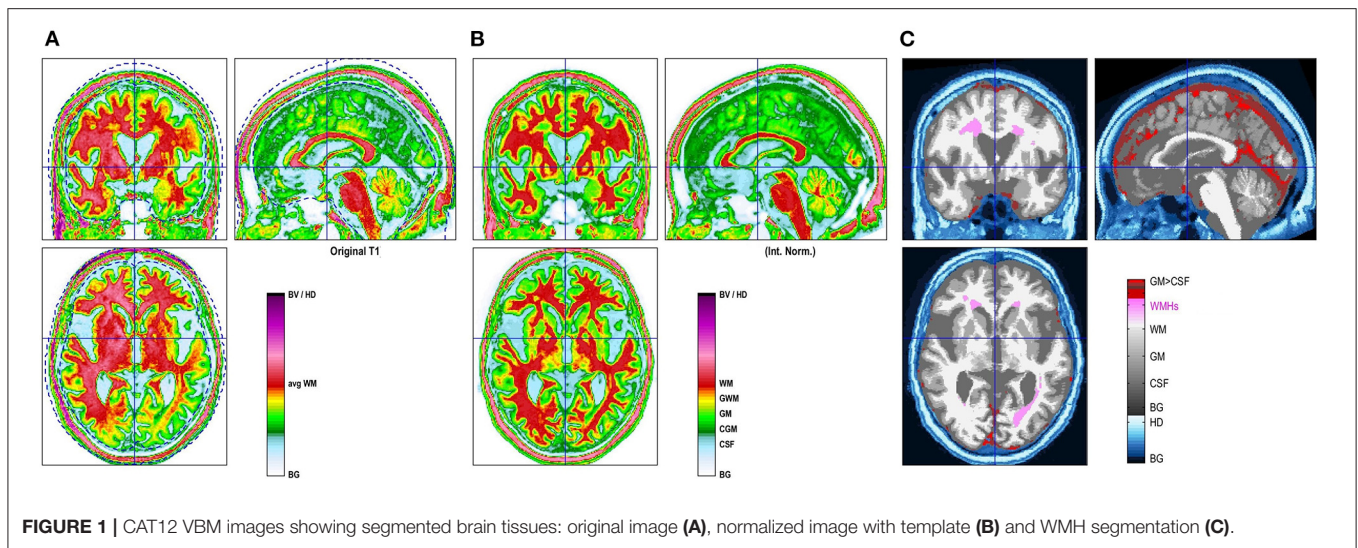 A
B
C
Original T1
(Int. Norm.)
BV / HD
avg WM
BG
BV / HD
WM
GWM
GM
CGM
CSF
BG
GM>CSF
WMHs
WM
GM
CSF
BG
HD
BG
FIGURE 1 | CAT12 VBM images showing segmented brain tissues: original image (A), normalized image with template (B) and WMH segmentation (C).